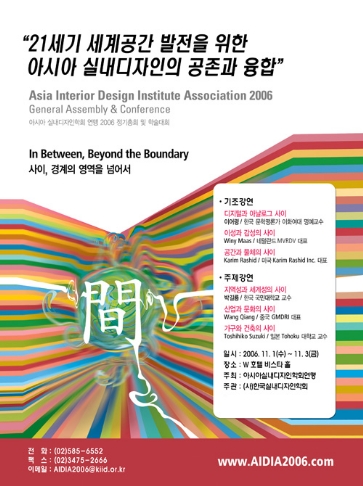 “21세기 세계공간 발전을 위한
아시아 실내디자인의 공존과 융합”
Asia Interior Design Institute Association 2006
General Assembly & Conference
아시아 실내디자인학회 연맹 2006 정기총회 및 학술대회
In Between, Beyond the Boundary
사이, 경계의 영역을 넘어서
間
• 기조강연
디지털과 아날로그 사이
이어령 / 한국 문학평론가 이화여대 명예교수
이성과 감성의 사이
Winy Maas / 네덜란드 MVRDV 대표
공간과 물체의 사이
Karim Rashid / 미국 Karim Rashid Inc. 대표
• 주제강연
지역성과 세계성의 사이
박길룡 / 한국 국민대학교 교수
산업과 문화의 사이
Wang Qiang / 중국 GMDRI 대표
가구와 건축의 사이
Toshihiko Suzuki / 일본 Tohoku 대학교 교수
일 시 : 2006. 11. 1(수) ~ 11. 3(금)
장 소 : W 호텔 비스타 홀
주 최 : 아시아실내디자인학회연맹
주 관 : (사)한국실내디자인학회
전 화 : (02)585-6552
팩 스 : (02)3475-2666
이메일 : AIDIA2006@kiid.or.kr
www.AIDIA2006.com